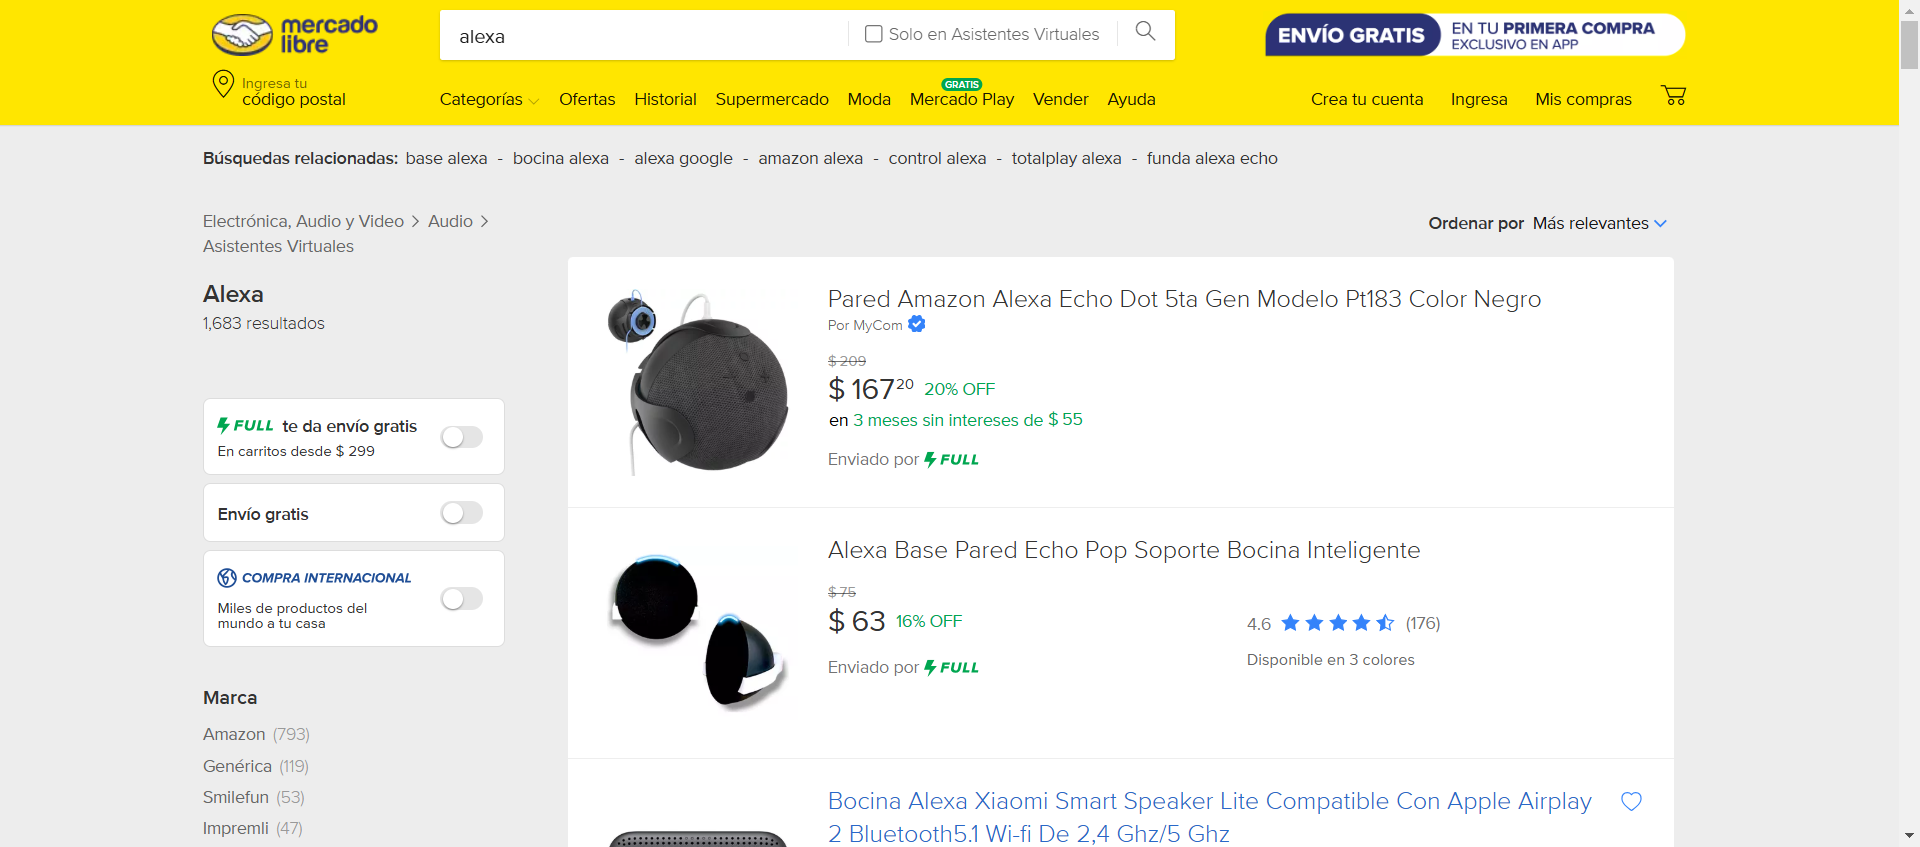 mercado
libre
alexa
Solo en Asistentes Virtuales
ENVÍO GRATIS
EN TU PRIMERA COMPRA
EXCLUSIVO EN APP
Ingresa tu
código postal
Categorías
Ofertas
Historial
Supermercado
Moda
GRATIS
Mercado Play
Vender
Ayuda
Crea tu cuenta
Ingresa
Mis compras
Búsquedas relacionadas: base alexa - bocina alexa - alexa google - amazon alexa - control alexa - totalplay alexa - funda alexa echo
Electrónica, Audio y Video > Audio >
Asistentes Virtuales
Ordenar por Más relevantes
Alexa
1,683 resultados
FULL te da envío gratis
En carritos desde $ 299
Envío gratis
COMPRA INTERNACIONAL
Miles de productos del
mundo a tu casa
Marca
Amazon (793)
Genérica (119)
Smilefun (53)
Impremli (47)
Pared Amazon Alexa Echo Dot 5ta Gen Modelo Pt183 Color Negro
Por MyCom
$ 209
$ 167 20 20% OFF
en 3 meses sin intereses de $ 55
Enviado por FULL
Alexa Base Pared Echo Pop Soporte Bocina Inteligente
$ 75
$ 63 16% OFF
Enviado por FULL
4.6 (176)
Disponible en 3 colores
Bocina Alexa Xiaomi Smart Speaker Lite Compatible Con Apple Airplay
2 Bluetooth5.1 Wi-fi De 2,4 Ghz/5 Ghz